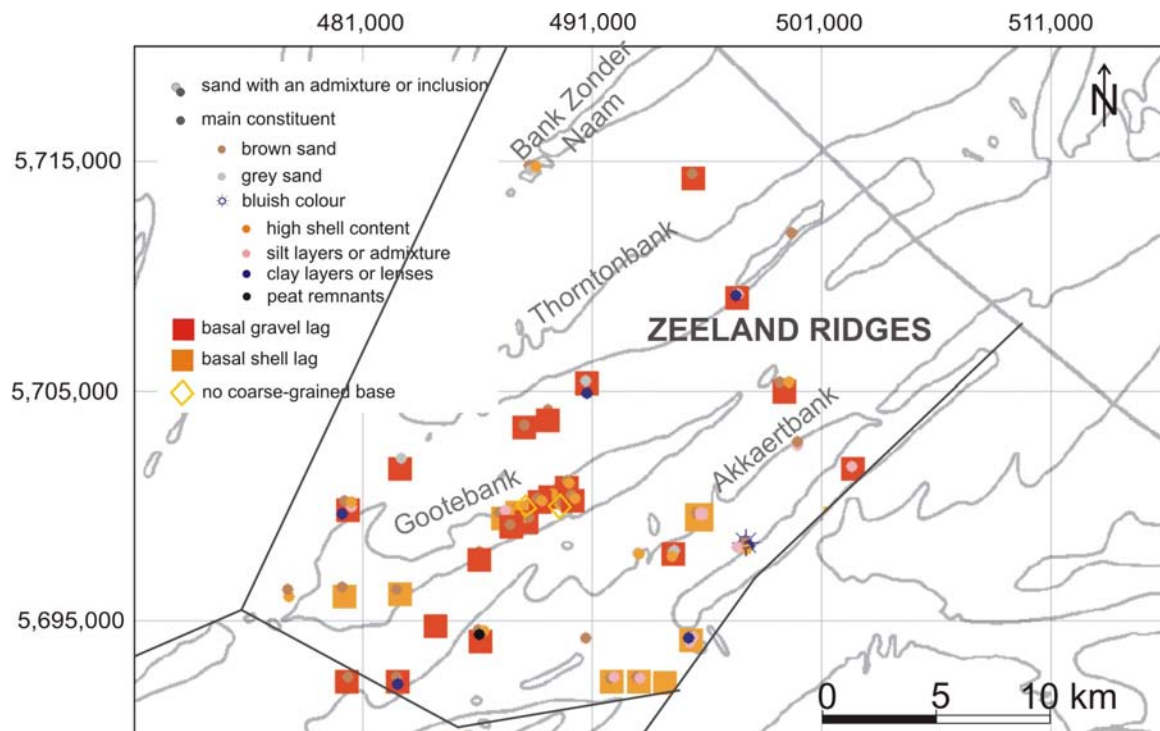 481,000 491,000 501,000 511,000
sand with an admixture or inclusion
main constituent
brown sand
grey sand
bluish colour
high shell content
silt layers or admixture
clay layers or lenses
peat remnants
basal gravel lag
basal shell lag
no coarse-grained base
5,715,000
5,705,000
5,695,000
Bank Zonder
Naam
N
Thorntonbank
ZEELAND RIDGES
Akkaertbank
Gootebank
0 5 10 km